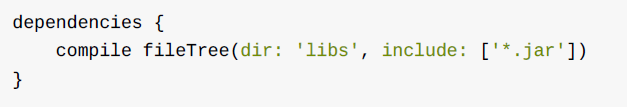 dependencies {
    compile fileTree(dir: 'libs', include: ['*.jar'])
}